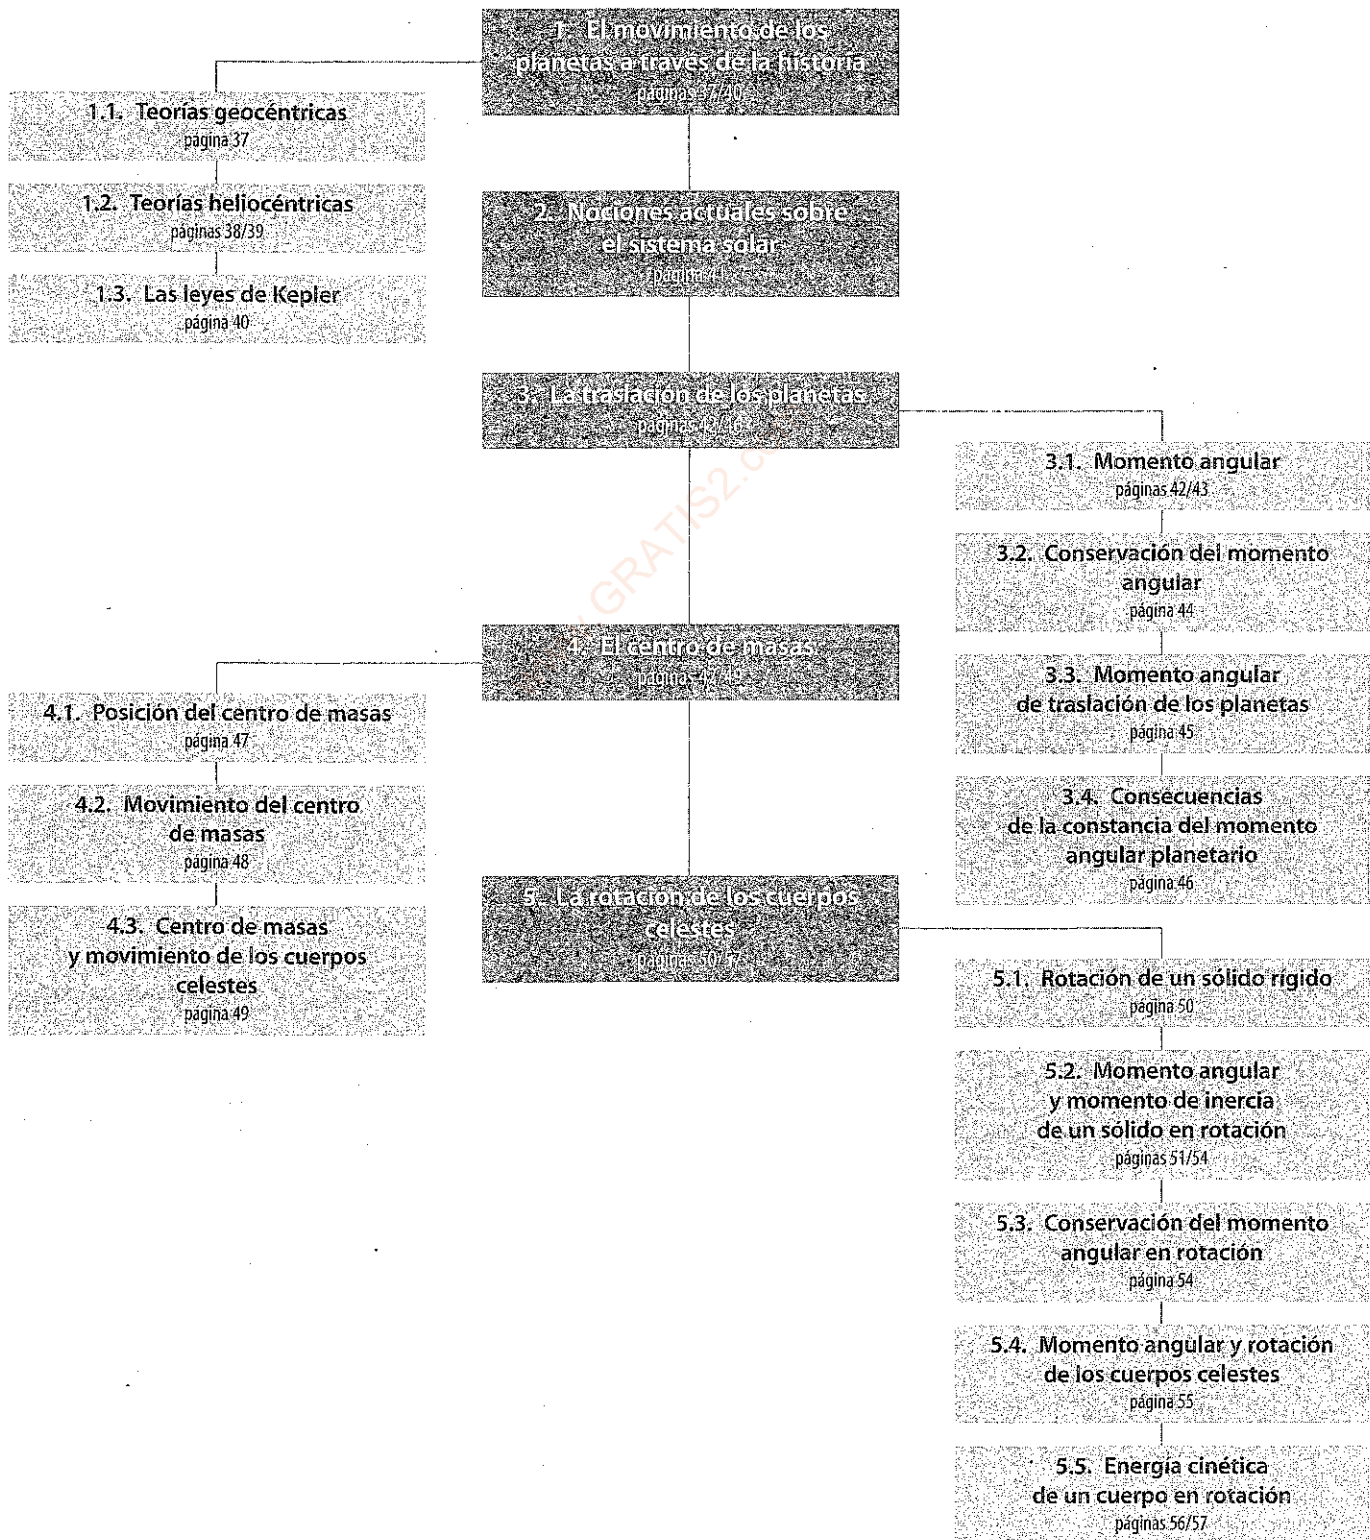 1. El movimiento de los
planetas a través de la historia
páginas 37/40
1.1. Teorías geocéntricas
página 37
1.2. Teorías heliocéntricas
páginas 38/39
1.3. Las leyes de Kepler
página 40
2. Nociones actuales sobre
el sistema solar
página 41
3. La traslación de los planetas
páginas 42/46
3.1. Momento angular
páginas 42/43
3.2. Conservación del momento
angular
página 44
3.3. Momento angular
de traslación de los planetas
página 45
3.4. Consecuencias
de la constancia del momento
angular planetario
página 46
4. El centro de masas
páginas 47/49
4.1. Posición del centro de masas
página 47
4.2. Movimiento del centro
de masas
página 48
4.3. Centro de masas
y movimiento de los cuerpos
celestes
página 49
5. La rotación de los cuerpos
celestes
páginas 50/57
5.1. Rotación de un sólido rígido
página 50
5.2. Momento angular
y momento de inercia
de un sólido en rotación
páginas 51/54
5.3. Conservación del momento
angular en rotación
página 54
5.4. Momento angular y rotación
de los cuerpos celestes
página 55
5.5. Energía cinética
de un cuerpo en rotación
páginas 56/57
GRATIS2